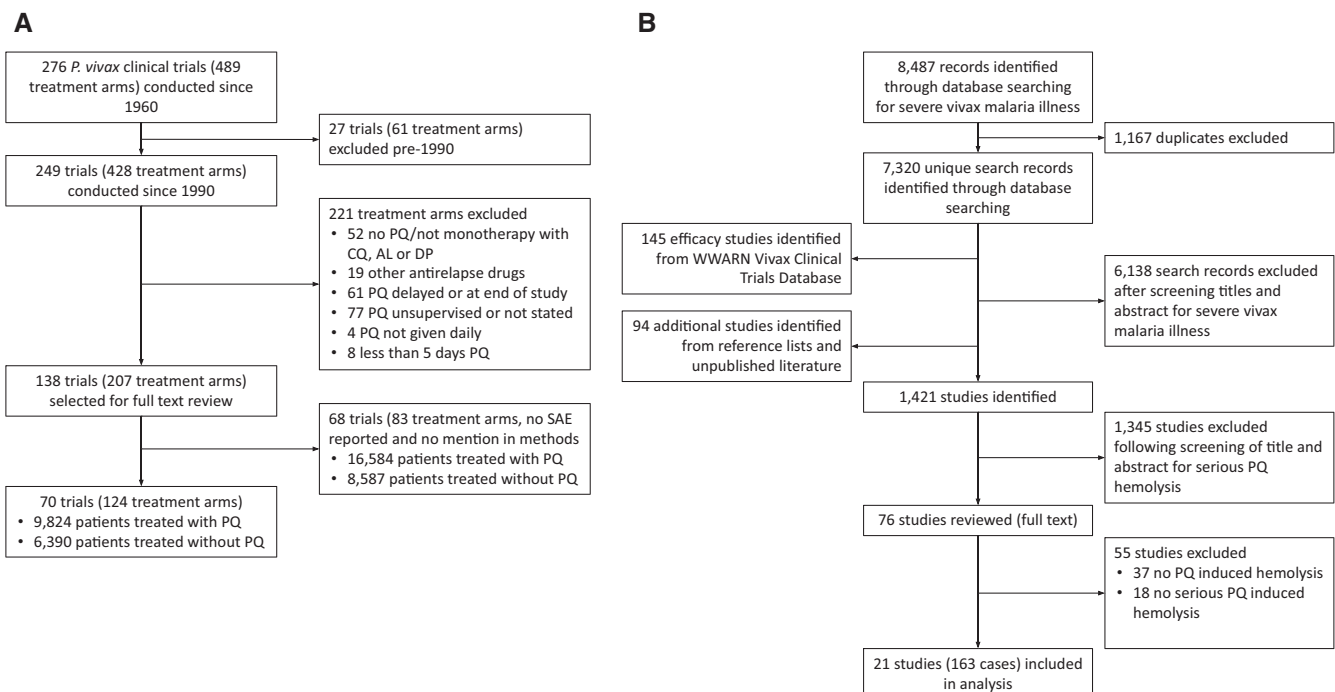 A
276 P. vivax clinical trials (489
treatment arms) conducted since
1960
27 trials (61 treatment arms)
excluded pre-1990
249 trials (428 treatment arms)
conducted since 1990
221 treatment arms excluded
• 52 no PQ/not monotherapy with
CQ, AL or DP
• 19 other antirelapse drugs
• 61 PQ delayed or at end of study
• 77 PQ unsupervised or not stated
• 4 PQ not given daily
• 8 less than 5 days PQ
138 trials (207 treatment arms)
selected for full text review
68 trials (83 treatment arms, no SAE
reported and no mention in methods
• 16,584 patients treated with PQ
• 8,587 patients treated without PQ
70 trials (124 treatment arms)
• 9,824 patients treated with PQ
• 6,390 patients treated without PQ
B
8,487 records identified
through database searching
for severe vivax malaria illness
1,167 duplicates excluded
7,320 unique search records
identified through database
searching
145 efficacy studies identified
from WWARN Vivax Clinical
Trials Database
6,138 search records excluded
after screening titles and
abstract for severe vivax
malaria illness
94 additional studies identified
from reference lists and
unpublished literature
1,421 studies identified
1,345 studies excluded
following screening of title and
abstract for serious PQ
hemolysis
76 studies reviewed (full text)
55 studies excluded
• 37 no PQ induced hemolysis
• 18 no serious PQ induced
hemolysis
21 studies (163 cases) included
in analysis